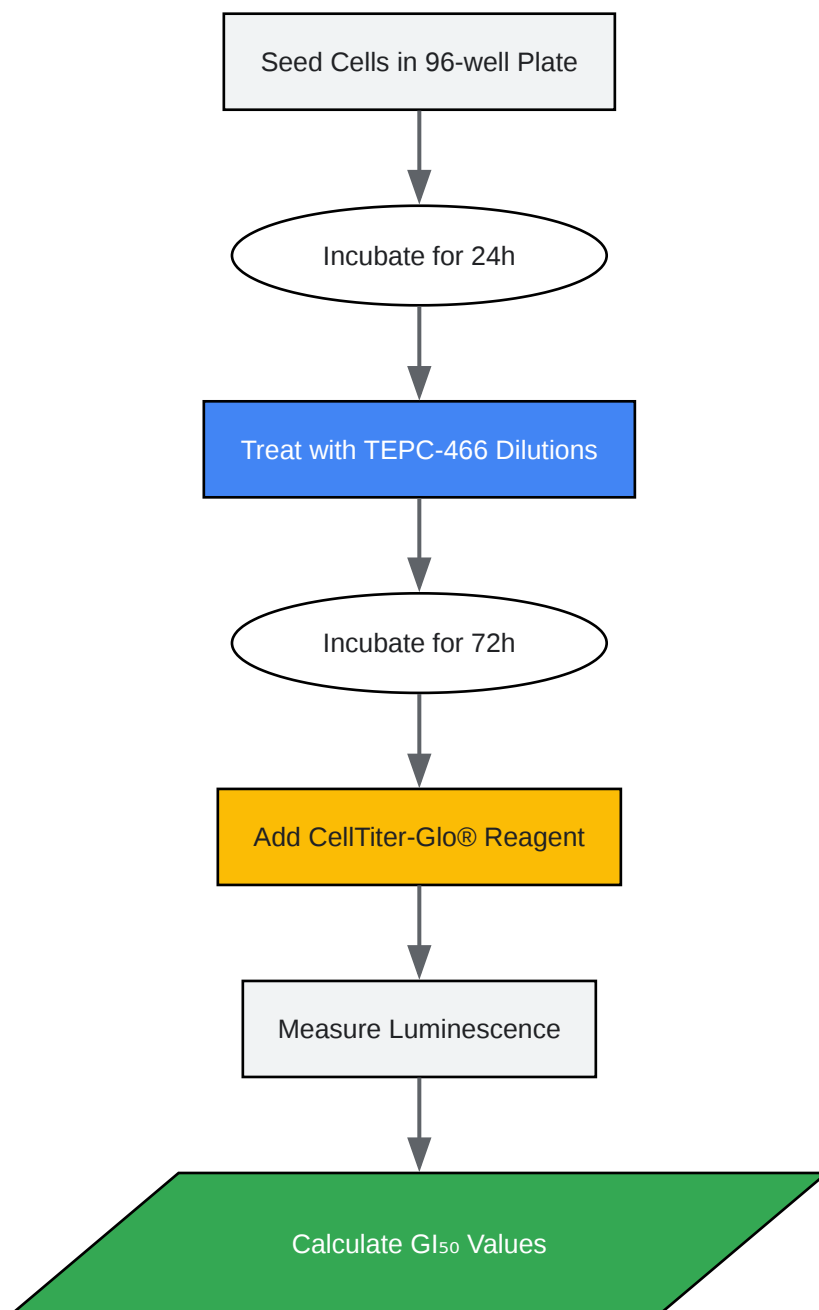 Seed Cells in 96-well Plate
Incubate for 24h
Treat with TEPC-466 Dilutions
Incubate for 72h
Add CellTiter-Glo® Reagent
Measure Luminescence
Calculate GI₅₀ Values